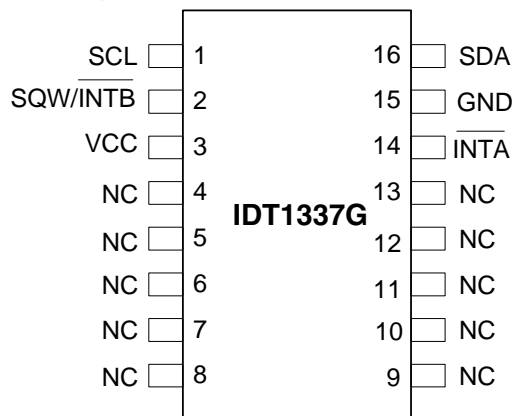 SCL 1 16 SDA
SQW/INTB 2 15 GND
VCC 3 14 INTA
NC 4 13 NC
IDT1337G
NC 5 12 NC
NC 6 11 NC
NC 7 10 NC
NC 8 9 NC